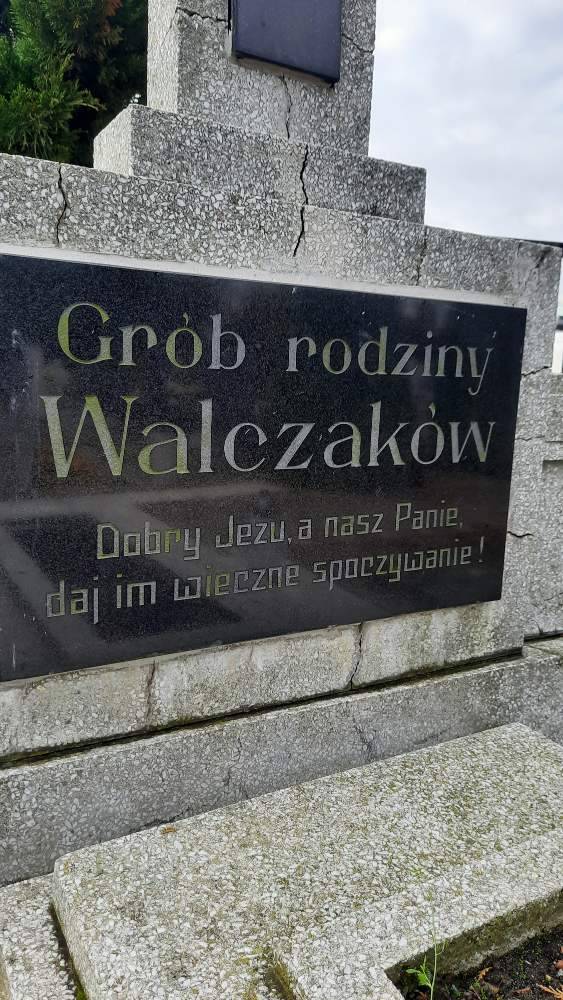 Grób rodziny
Walczaków
Dobry Jezu, a nasz Panie,
daj im wieczne spoczywanie!